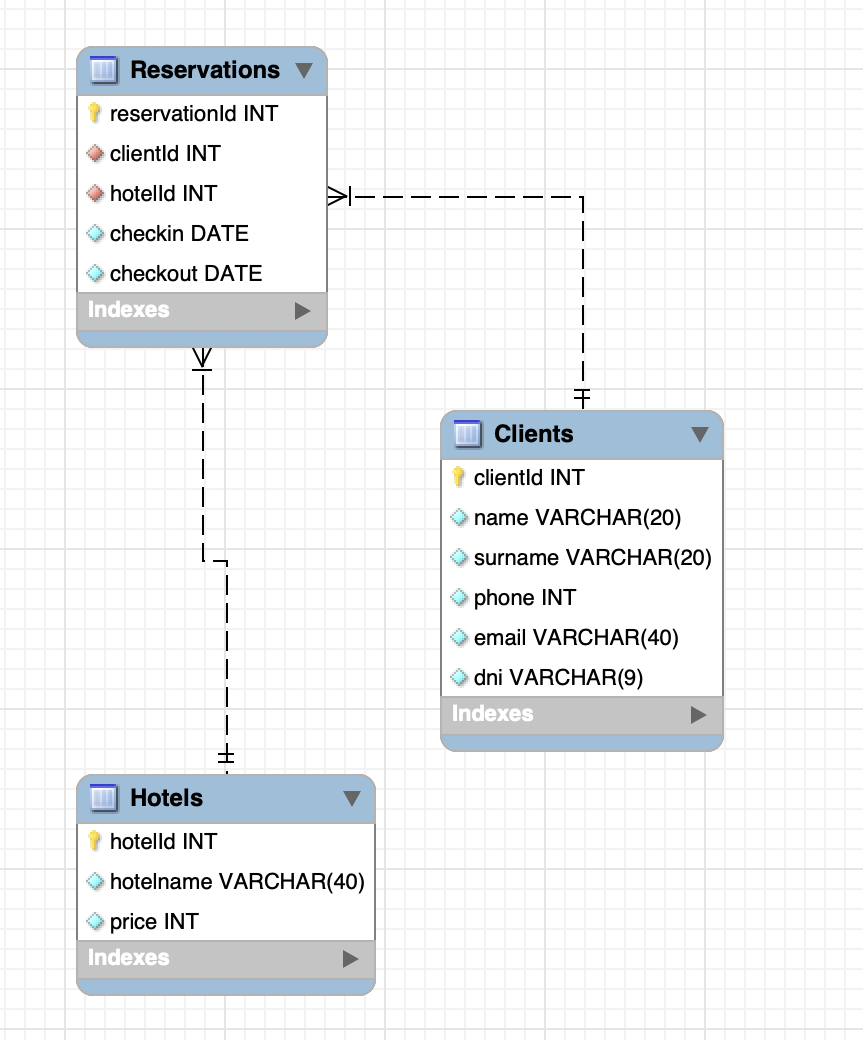 Reservations
reservationId INT
clientId INT
hotelId INT
checkin DATE
checkout DATE
Indexes
Clients
clientId INT
name VARCHAR(20)
surname VARCHAR(20)
phone INT
email VARCHAR(40)
dni VARCHAR(9)
Indexes
Hotels
hotelId INT
hotelname VARCHAR(40)
price INT
Indexes